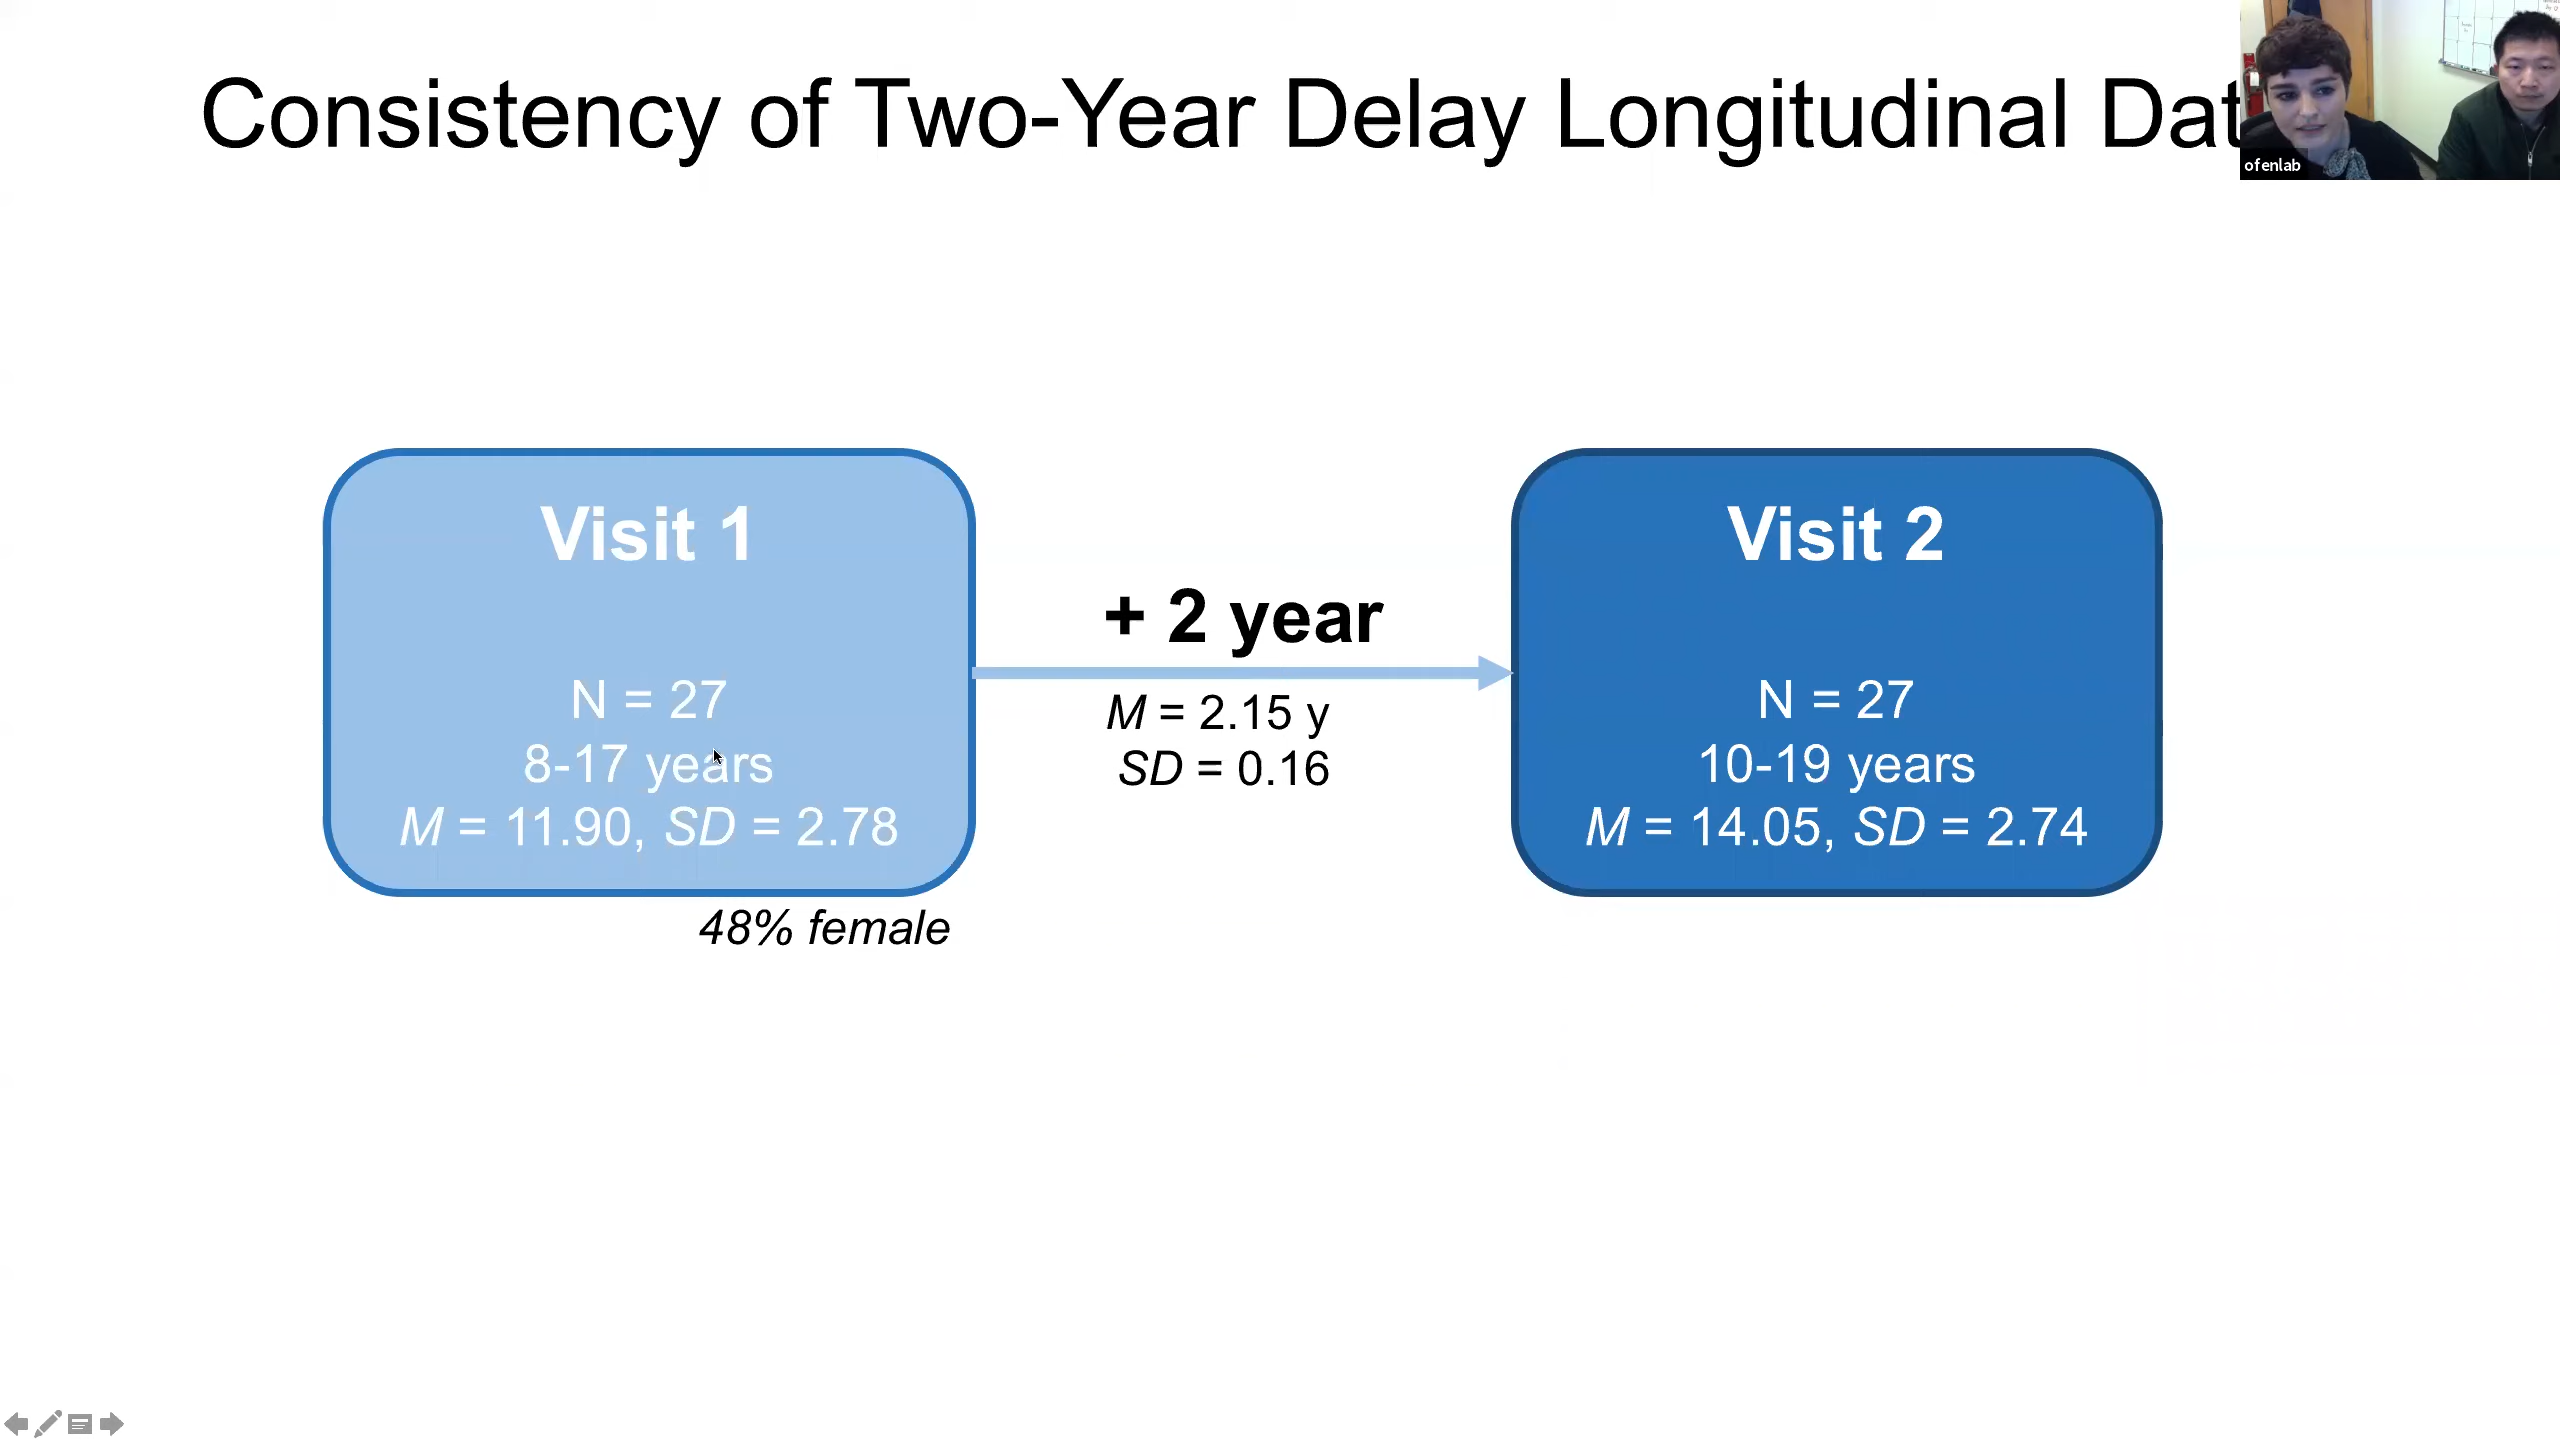 Consistency of Two-Year Delay Longitudinal Dat
ofenlab
Visit 1
N = 27
8-17 years
M = 11.90, SD = 2.78
48% female
+ 2 year
M = 2.15 y
SD = 0.16
Visit 2
N = 27
10-19 years
M = 14.05, SD = 2.74